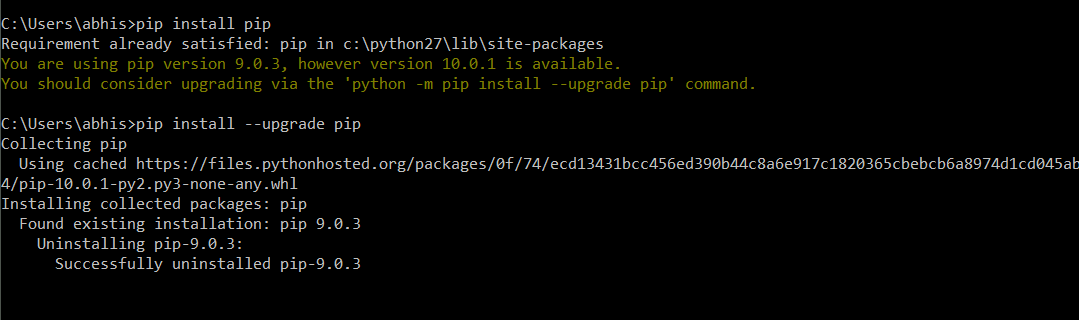 C:\Users\abhis>pip install pip
Requirement already satisfied: pip in c:\python27\lib\site-packages
You are using pip version 9.0.3, however version 10.0.1 is available.
You should consider upgrading via the 'python -m pip install --upgrade pip' command.
C:\Users\abhis>pip install --upgrade pip
Collecting pip
Using cached https://files.pythonhosted.org/packages/0f/74/ecd13431bcc456ed390b44c8a6e917c1820365cbebcb6a8974d1cd045ab
4/pip-10.0.1-py2.py3-none-any.whl
Installing collected packages: pip
Found existing installation: pip 9.0.3
Uninstalling pip-9.0.3:
Successfully uninstalled pip-9.0.3